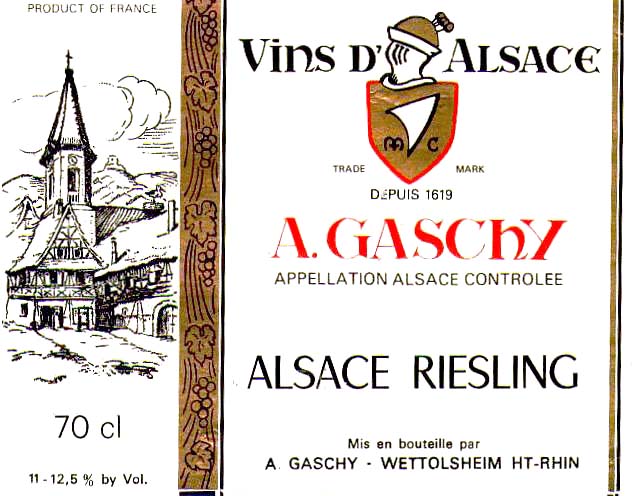 PRODUCT OF FRANCE
70 cl
11 - 12,5 % by Vol.
Vins d'Alsace
M C
TRADE MARK
DEPUIS 1619
A. GASCHY
APPELLATION ALSACE CONTROLEE
ALSACE RIESLING
Mis en bouteille par
A. GASCHY - WETTOLSHEIM HT-RHIN